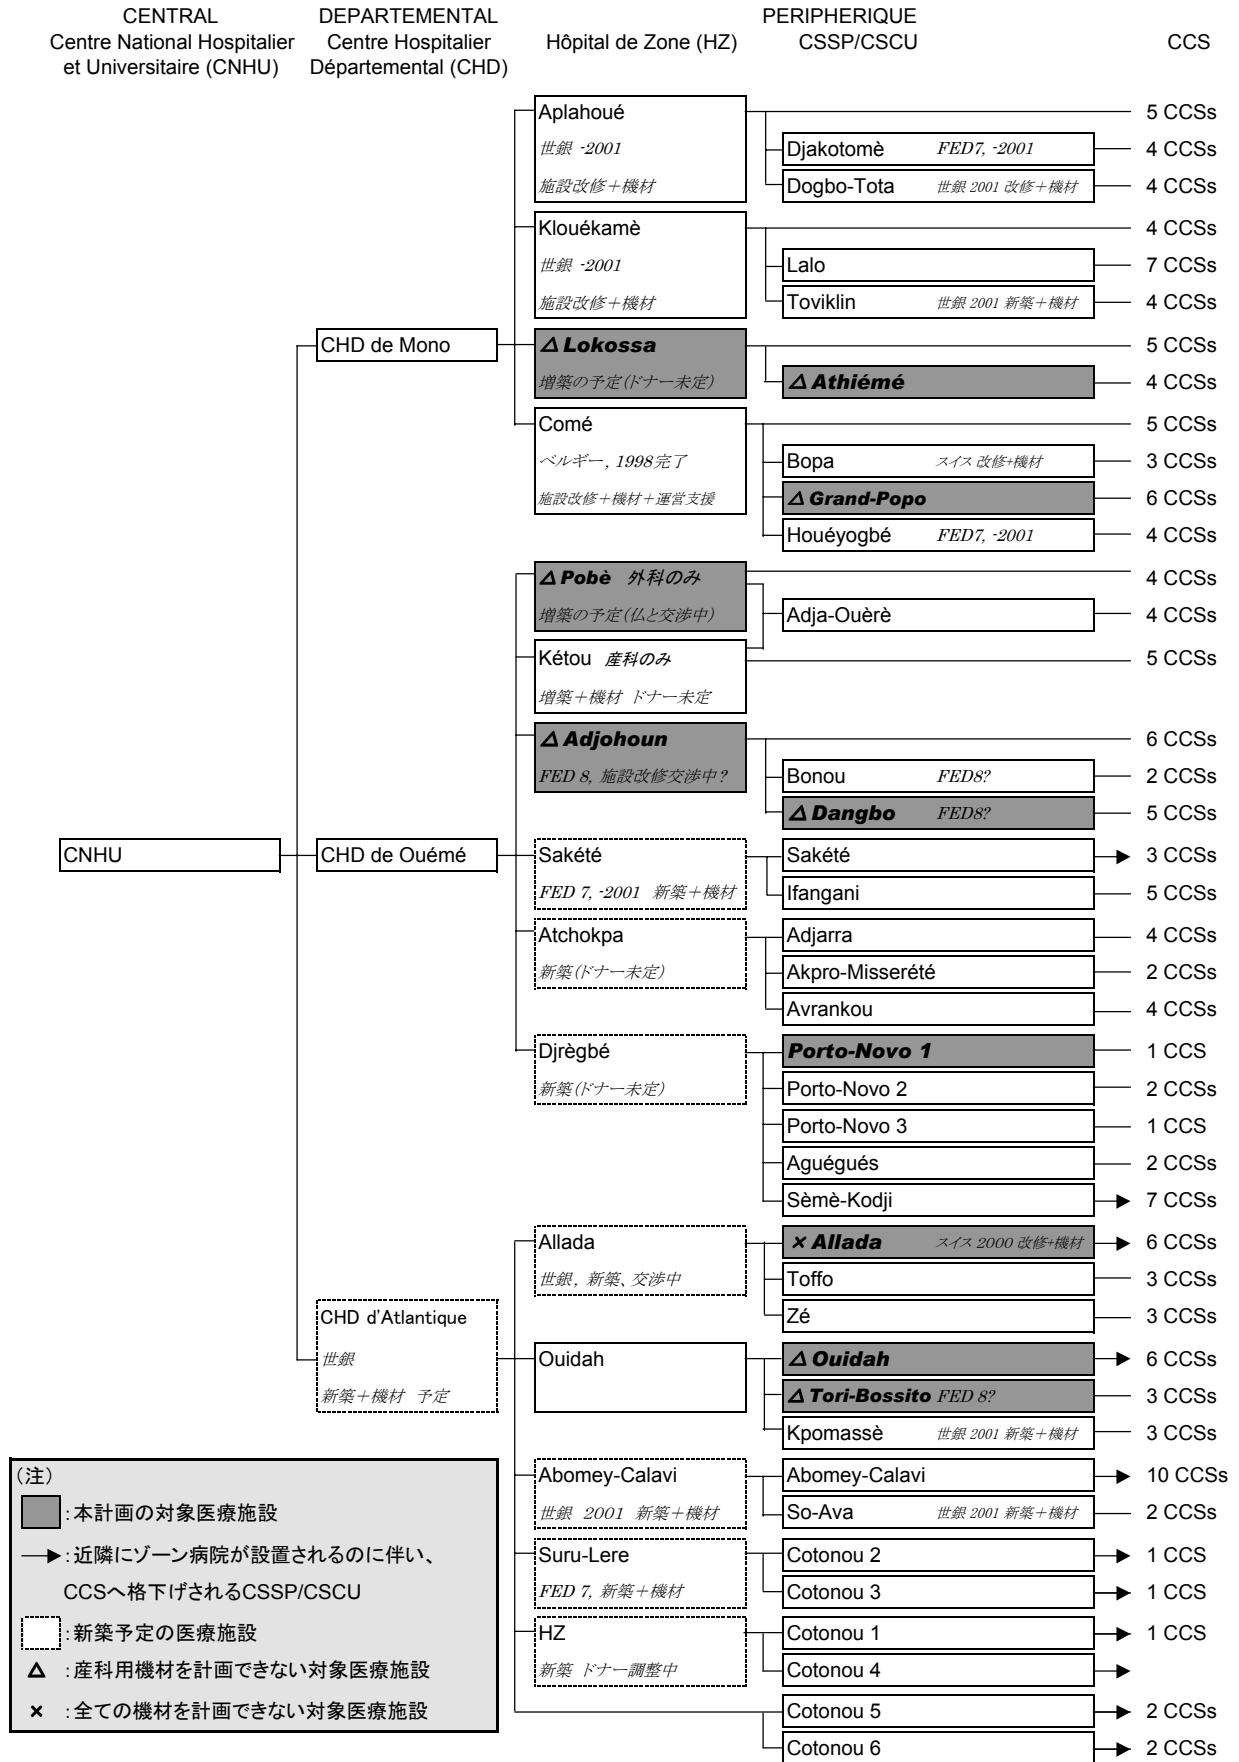 CENTRAL
Centre National Hospitalier
et Universitaire (CNHU)
DEPARTEMENTAL
Centre Hospitalier
Départemental (CHD)
Hôpital de Zone (HZ)
PERIPHERIQUE
CSSP/CSCU
CCS
Aplahoué
世銀 -2001
施設改修＋機材
5 CCSs
Djakotomè FED7, -2001
4 CCSs
Dogbo-Tota 世銀 2001 改修＋機材
4 CCSs
Klouékamè
世銀 -2001
施設改修＋機材
4 CCSs
Lalo
7 CCSs
Toviklin 世銀 2001 新築＋機材
4 CCSs
CHD de Mono
△ Lokossa
増築の予定(ドナー未定)
5 CCSs
△ Athiémé
4 CCSs
Comé
ベルギー, 1998完了
施設改修＋機材＋運営支援
5 CCSs
Bopa スイス 改修+機材
3 CCSs
△ Grand-Popo
6 CCSs
Houéyogbé FED7, -2001
4 CCSs
△ Pobè 外科のみ
増築の予定(仏と交渉中)
4 CCSs
Adja-Ouèrè
4 CCSs
Kétou 産科のみ
増築＋機材 ドナー未定
5 CCSs
△ Adjohoun
FED 8, 施設改修交渉中?
6 CCSs
Bonou FED8?
2 CCSs
△ Dangbo FED8?
5 CCSs
CNHU
CHD de Ouémé
Sakété
FED 7, -2001 新築＋機材
Sakété
3 CCSs
Ifangani
5 CCSs
Atchokpa
新築(ドナー未定)
Adjarra
4 CCSs
Akpro-Misserété
2 CCSs
Avrankou
4 CCSs
Djrègbé
新築(ドナー未定)
Porto-Novo 1
1 CCS
Porto-Novo 2
2 CCSs
Porto-Novo 3
1 CCS
Aguégués
2 CCSs
Sèmè-Kodji
7 CCSs
Allada
世銀, 新築、交渉中
× Allada スイス 2000 改修+機材
6 CCSs
Toffo
3 CCSs
Zé
3 CCSs
CHD d'Atlantique
世銀
新築＋機材 予定
Ouidah
△ Ouidah
6 CCSs
△ Tori-Bossito FED 8?
3 CCSs
Kpomassè 世銀 2001 新築＋機材
3 CCSs
Abomey-Calavi
世銀 2001 新築＋機材
Abomey-Calavi
10 CCSs
So-Ava 世銀 2001 新築＋機材
2 CCSs
Suru-Lere
FED 7, 新築＋機材
Cotonou 2
1 CCS
Cotonou 3
1 CCS
HZ
新築 ドナー調整中
Cotonou 1
1 CCS
Cotonou 4
Cotonou 5
2 CCSs
Cotonou 6
2 CCSs
(注)
:本計画の対象医療施設
:近隣にゾーン病院が設置されるのに伴い、
CCSへ格下げされるCSSP/CSCU
:新築予定の医療施設
△ :産科用機材を計画できない対象医療施設
× :全ての機材を計画できない対象医療施設